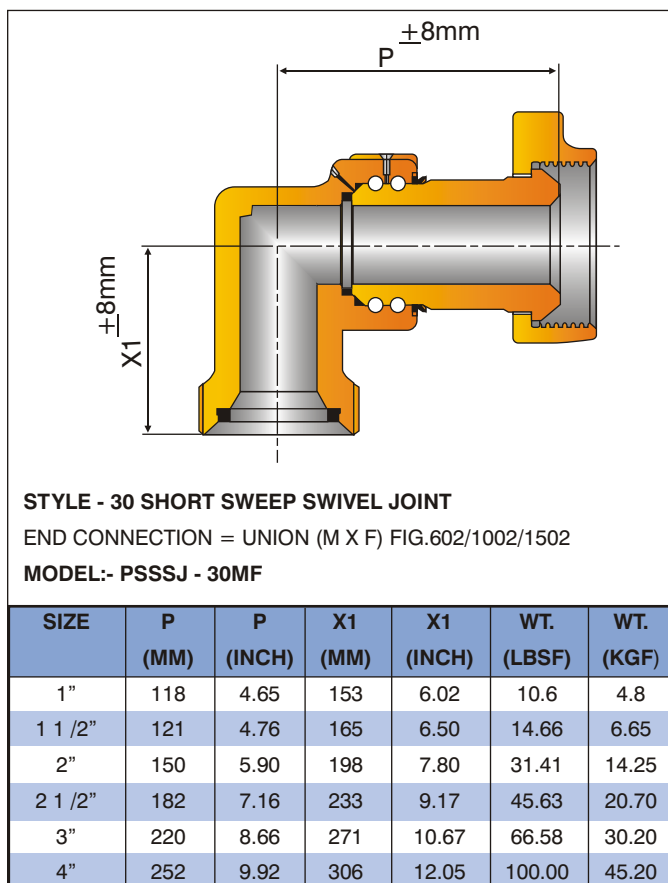 ±8mm
P
±8mm
X1
STYLE - 30 SHORT SWEEP SWIVEL JOINT
END CONNECTION = UNION (M X F) FIG.602/1002/1502
MODEL:- PSSSJ - 30MF
SIZE P P X1 X1 WT. WT.
(MM) (INCH) (MM) (INCH) (LBSF) (KGF)
1” 118 4.65 153 6.02 10.6 4.8
1 1 /2” 121 4.76 165 6.50 14.66 6.65
2” 150 5.90 198 7.80 31.41 14.25
2 1 /2” 182 7.16 233 9.17 45.63 20.70
3” 220 8.66 271 10.67 66.58 30.20
4” 252 9.92 306 12.05 100.00 45.20